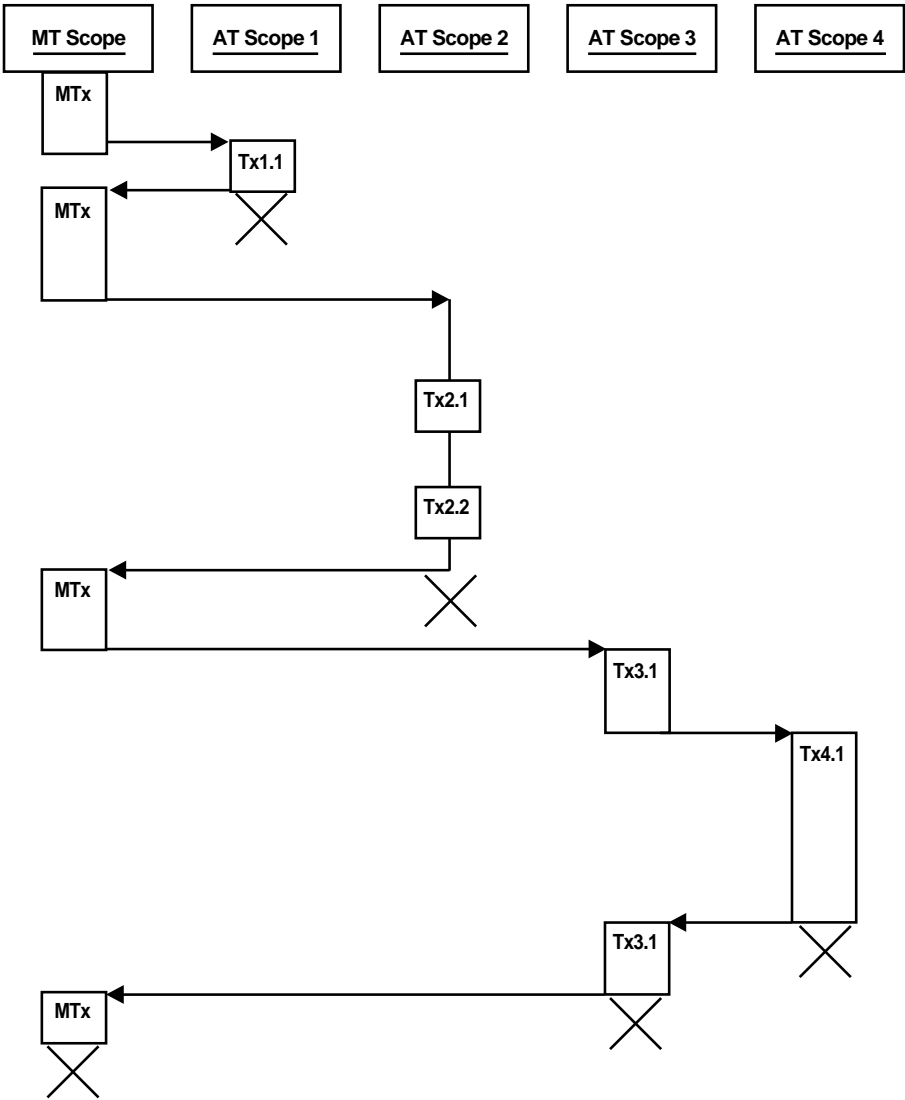 MT Scope
AT Scope 1
AT Scope 2
AT Scope 3
AT Scope 4
MTx
Tx1.1
MTx
Tx2.1
Tx2.2
MTx
Tx3.1
Tx4.1
Tx3.1
MTx